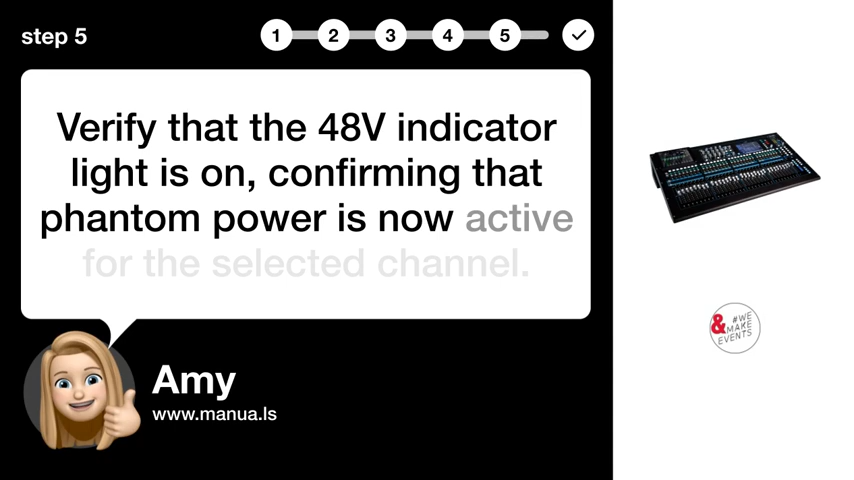 step 5
1 2 3 4 5
Verify that the 48V indicator
light is on, confirming that
phantom power is now active
for the selected channel.
Amy
www.manua.ls
&
#WE
MAKE
EVENTS